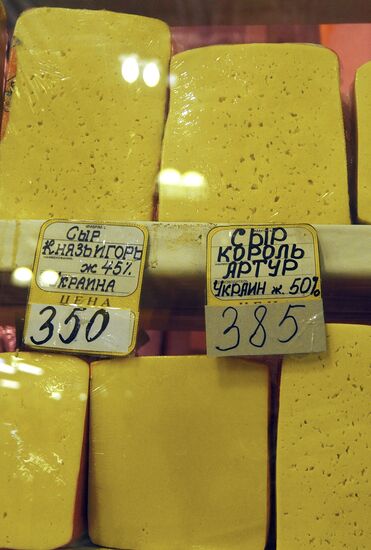 СЫР
КНЯЗЬ ИГОРЬ
ж 45%
УКРАИНА
ЦЕНА
350
СЫР
КОРОЛЬ
АРТУР
УКРАИН ж. 50%
385